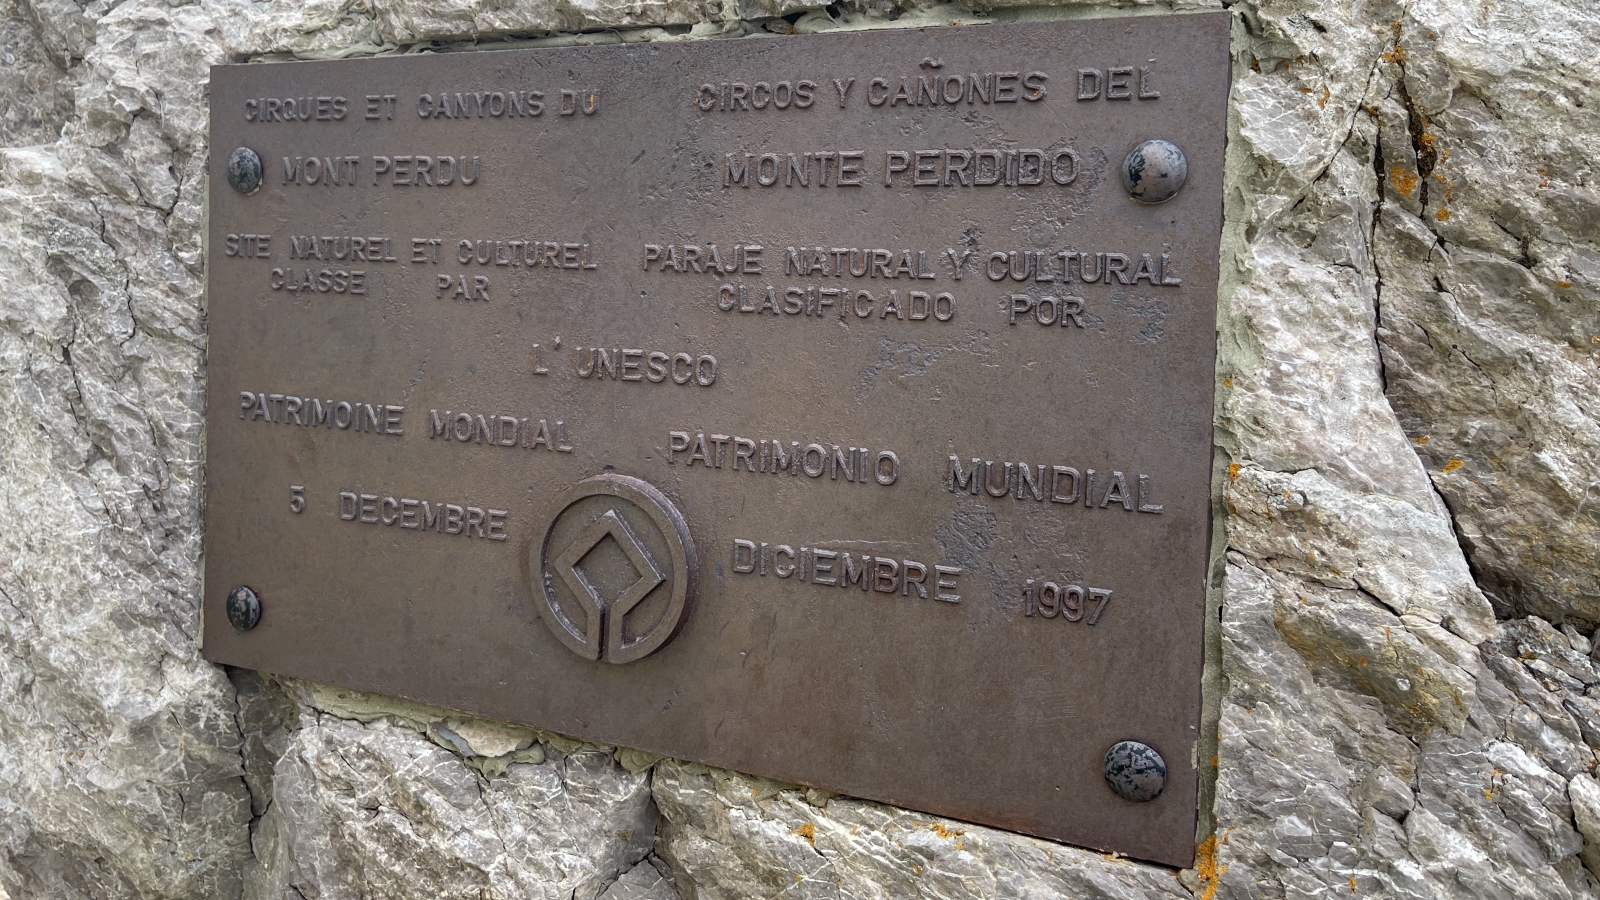 CIRQUES ET CANYONS DU
MONT PERDU
SITE NATUREL ET CULTUREL
CLASSE PAR
CIRCOS Y CAÑONES DEL
MONTE PERDIDO
PARAJE NATURAL Y CULTURAL
CLASIFICADO POR
L'UNESCO
PATRIMOINE MONDIAL
PATRIMONIO MUNDIAL
5 DECEMBRE
DICIEMBRE 1997